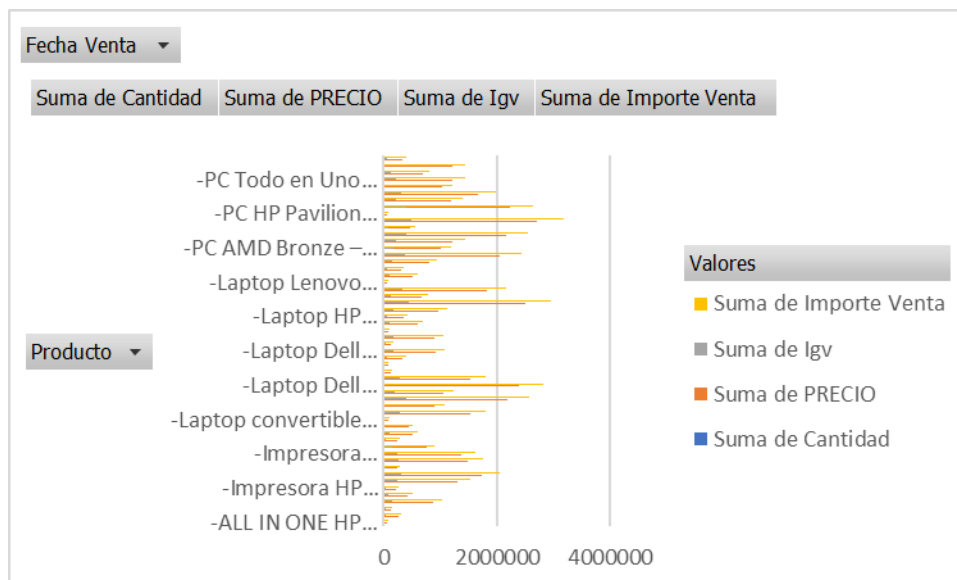 Fecha Venta
Suma de Cantidad Suma de PRECIO Suma de Igv Suma de Importe Venta
-PC Todo en Uno...
-PC HP Pavilion
-PC AMD Bronze –...
-Laptop Lenovo
-Laptop HP
-Laptop Dell
-Laptop Dell
-Laptop convertible...
-Impresora...
-Impresora HP...
-ALL IN ONE HP...
Producto
0 2000000 4000000
Valores
Suma de Importe Venta
Suma de Igv
Suma de PRECIO
Suma de Cantidad